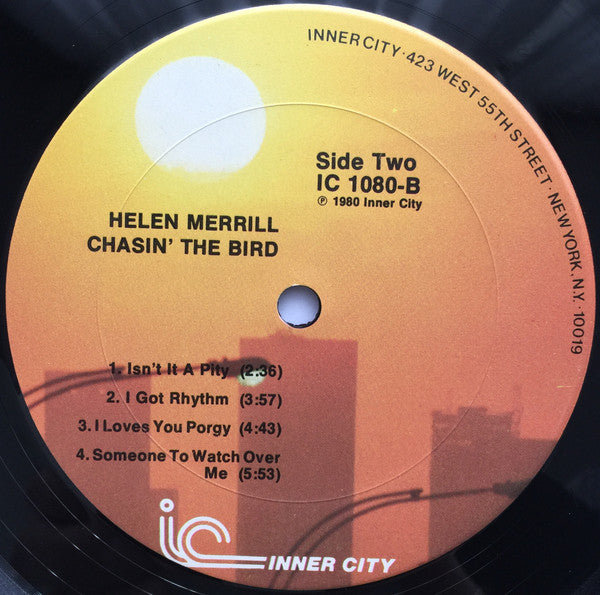 INNER CITY · 423 WEST 55TH STREET · NEW YORK, N.Y. 10019
Side Two
IC 1080-B
℗ 1980 Inner City
HELEN MERRILL
CHASIN' THE BIRD
1. Isn't It A Pity (2:36)
2. I Got Rhythm (3:57)
3. I Loves You Porgy (4:43)
4. Someone To Watch Over
Me (5:53)
ic INNER CITY